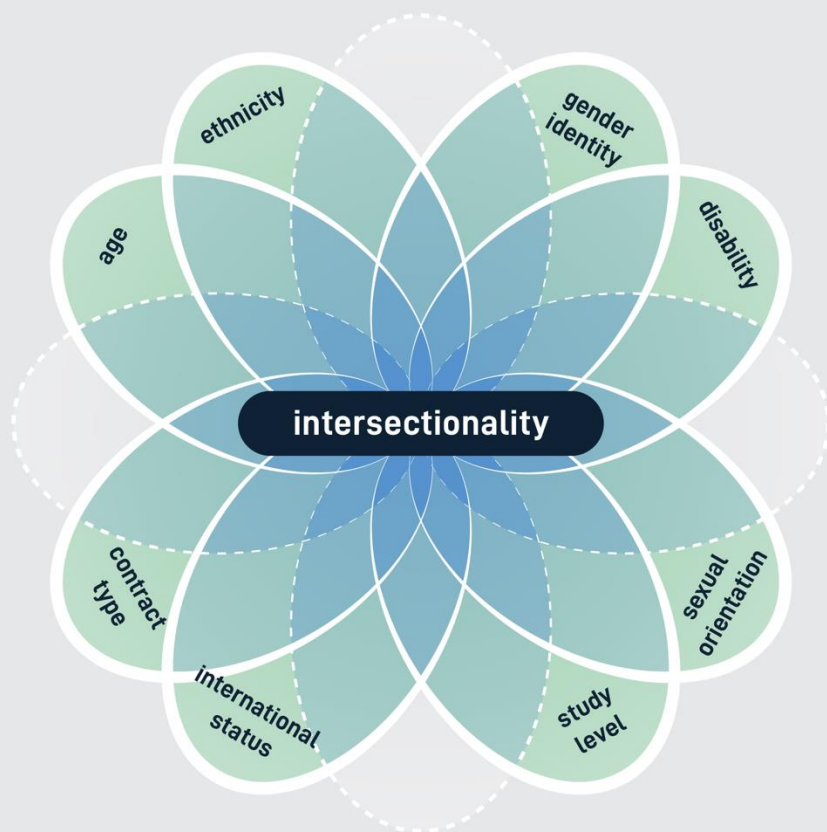 ethnicity
gender
identity
age
disability
intersectionality
contract
type
sexual
orientation
international
status
study
level